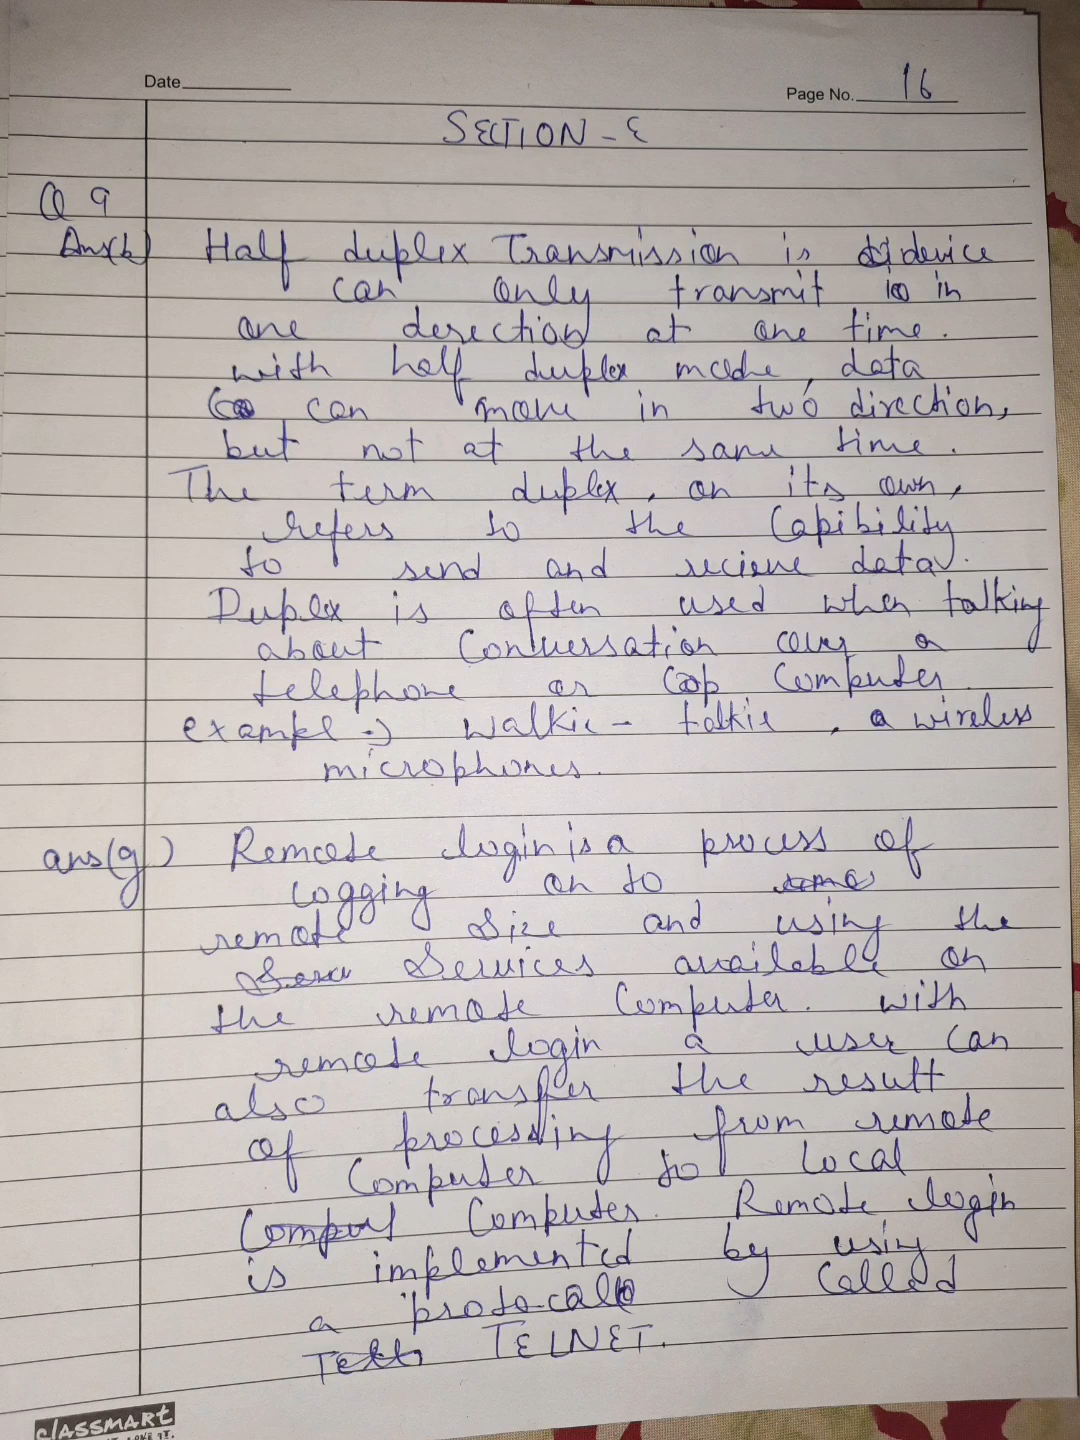 Date
Page No. 16
SECTION - E
Q 9
Ans(b) Half duplex Transmission is device
can only transmit in
one derection at one time.
with half duplex mode, data
can move in two direction,
but not at the same time.
The term duplex, on its own,
refers to the Capibility
to send and recieve data.
Duplex is often used when talking
about Conversation over a
telephone or Computer.
example :-) Walkie - talkie, a wireless
microphones.
ans(g) Remote login is a process of
logging on to
remote Size and using the
Services available on
the remote Computer. with
remote login a user can
also transfer the result
of processing from remote
Computer to local
Computer. Remote login
is implemented by using
a protocall Called
TELNET.
CLASSMART